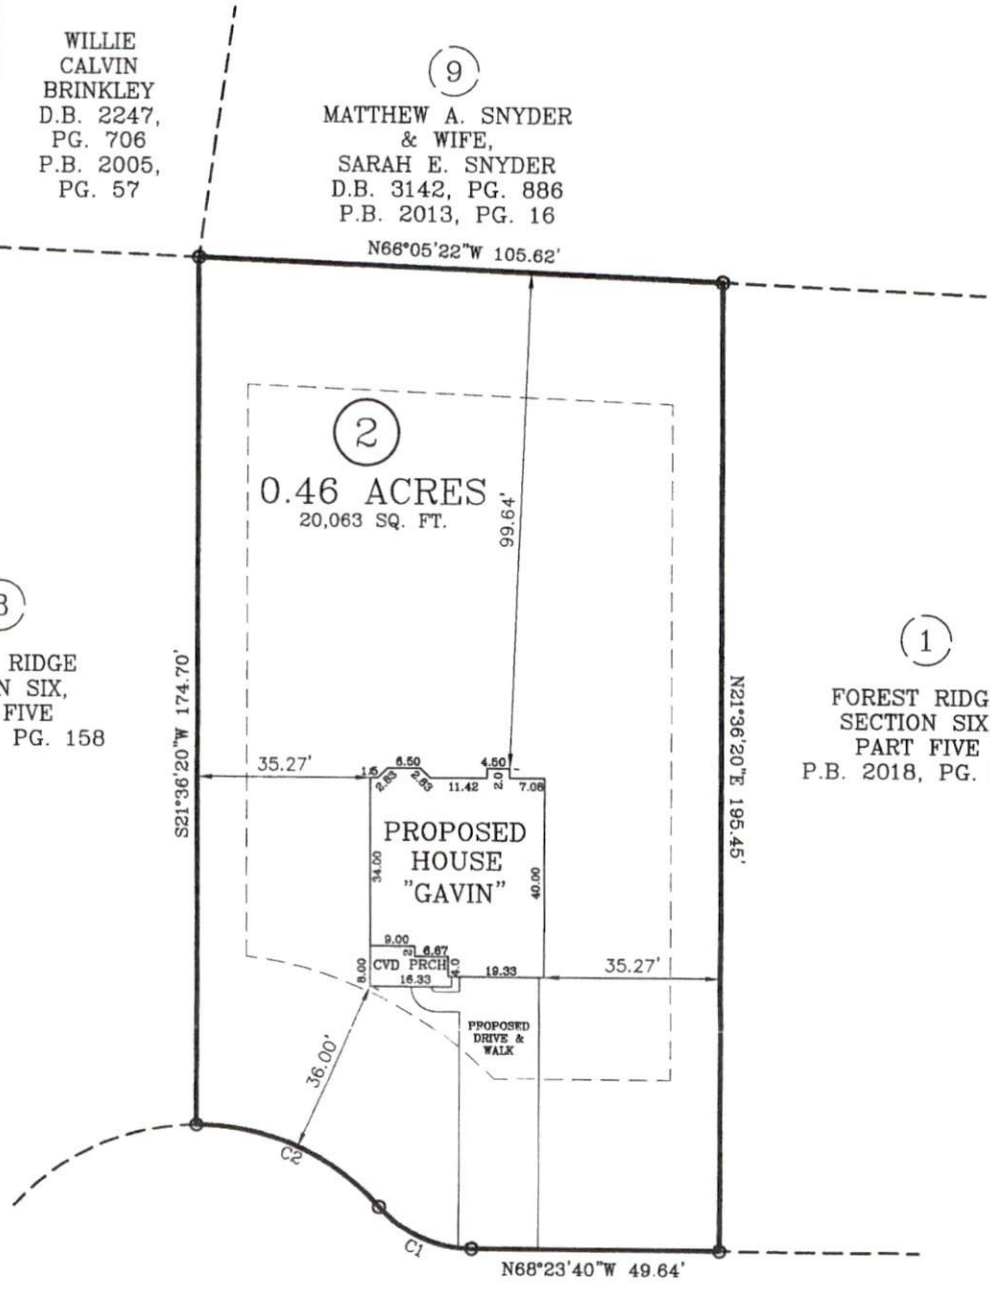 WILLIE
CALVIN
BRINKLEY
D.B. 2247,
PG. 706
P.B. 2005,
PG. 57
9
MATTHEW A. SNYDER
& WIFE,
SARAH E. SNYDER
D.B. 3142, PG. 886
P.B. 2013, PG. 16
N66°05'22"W 105.62'
2
0.46 ACRES
20,063 SQ. FT.
99.64'
3
RIDGE
N SIX,
FIVE
PG. 158
S21°36'20"W 174.70'
N21°36'20"E 195.45'
1
FOREST RIDG
SECTION SIX
PART FIVE
P.B. 2018, PG.
35.27'
1.5
2.83
6.50
2.83
11.42
4.50
2.0
7.08
PROPOSED
HOUSE
"GAVIN"
34.00
40.00
9.00
2
6.67
CVD PRCH
8.00
16.33
4.0
19.33
35.27'
PROPOSED
DRIVE &
WALK
36.00'
C2
C1
N68°23'40"W 49.64'